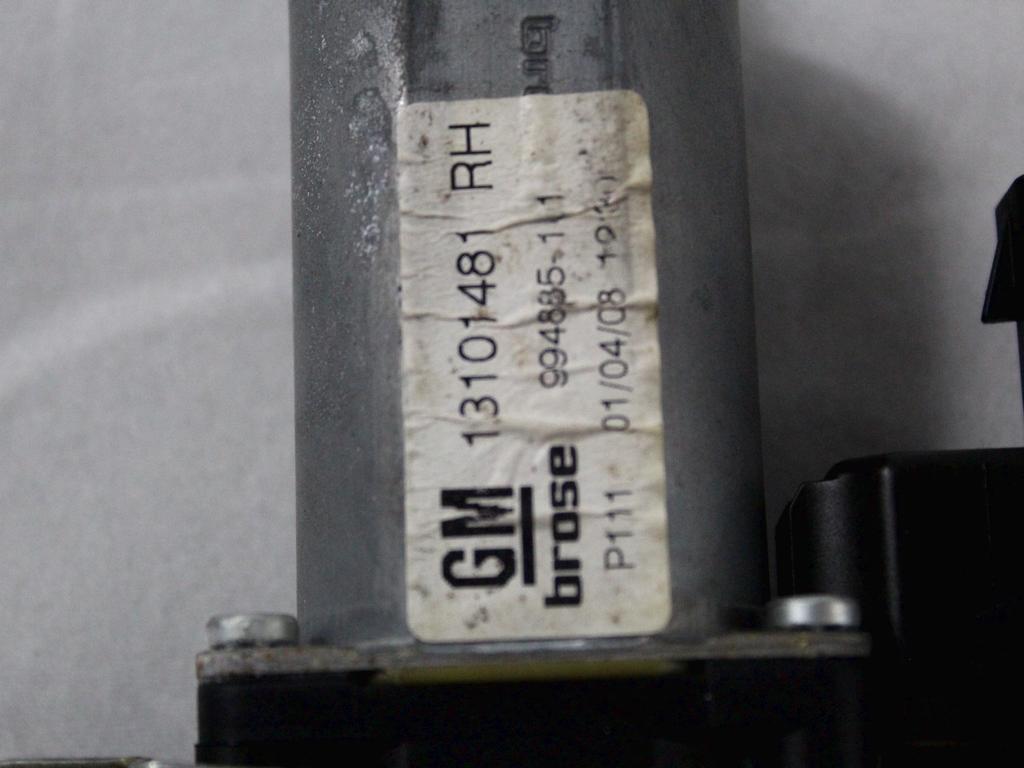 GM 13101481 RH
brose 994885-111
P111 01/04/08